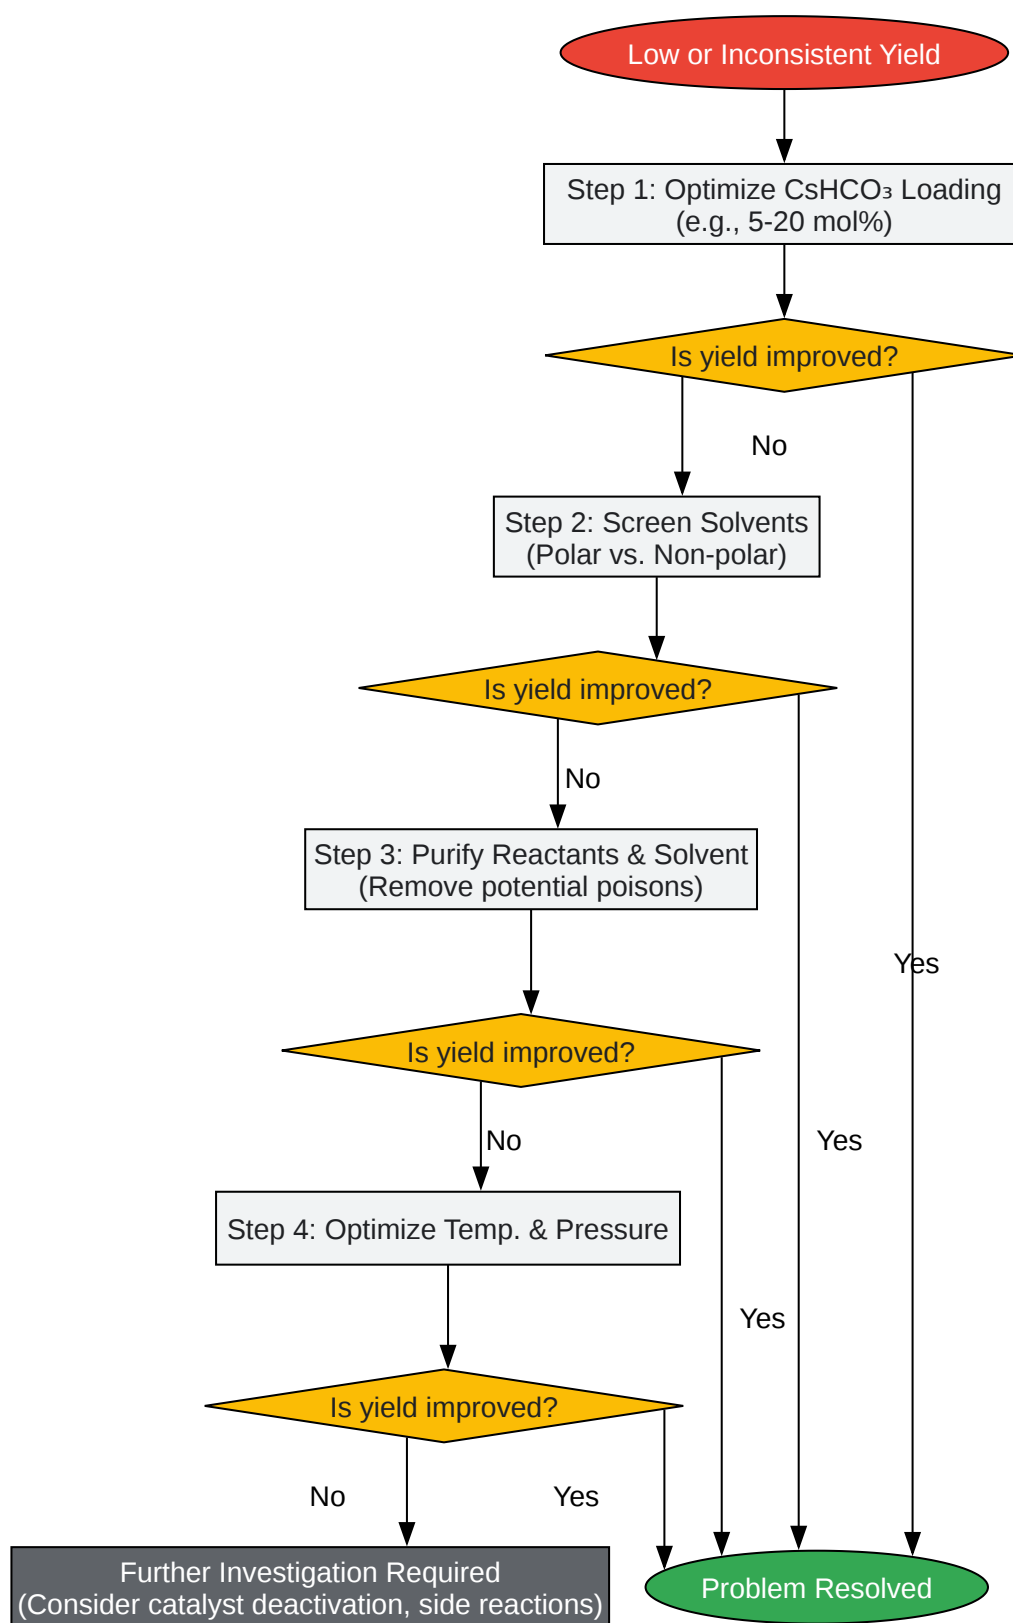 Low or Inconsistent Yield
Step 1: Optimize CsHCO₃ Loading
(e.g., 5-20 mol%)
Is yield improved?
No
Step 2: Screen Solvents
(Polar vs. Non-polar)
Is yield improved?
No
Step 3: Purify Reactants & Solvent
(Remove potential poisons)
Yes
Is yield improved?
No
Yes
Step 4: Optimize Temp. & Pressure
Yes
Is yield improved?
No
Yes
Further Investigation Required
(Consider catalyst deactivation, side reactions)
Problem Resolved